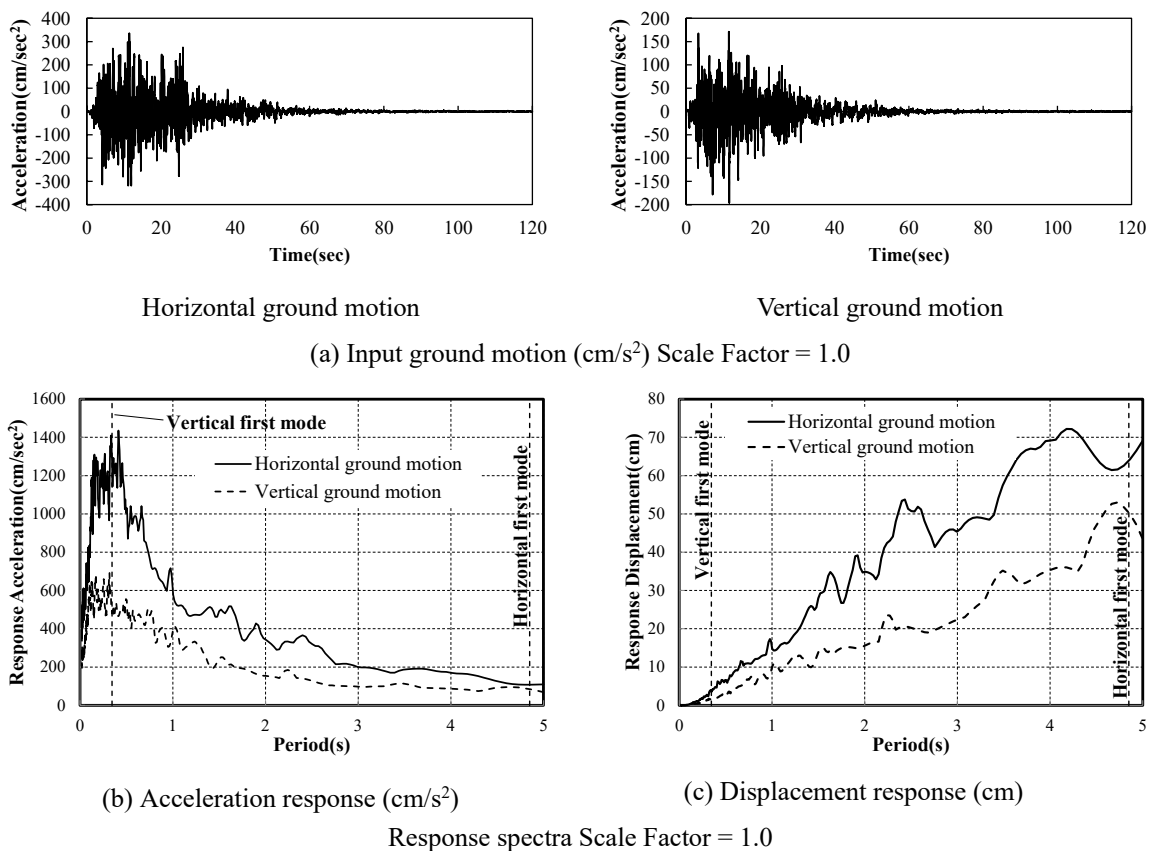 Acceleration(cm/sec²)
400
300
200
100
0
-100
-200
-300
-400
0 20 40 60 80 100 120
Time(sec)
Acceleration(cm/sec²)
200
150
100
50
0
-50
-100
-150
-200
0 20 40 60 80 100 120
Time(sec)
Horizontal ground motion
Vertical ground motion
(a) Input ground motion (cm/s²) Scale Factor = 1.0
Response Acceleration(cm/sec²)
1600
1400
1200
1000
800
600
400
200
0
0 1 2 3 4 5
Period(s)
Vertical first mode
Horizontal ground motion
Vertical ground motion
Horizontal first mode
Response Displacement(cm)
80
70
60
50
40
30
20
10
0
0 1 2 3 4 5
Period(s)
Horizontal ground motion
Vertical ground motion
Vertical first mode
Horizontal first mode
(b) Acceleration response (cm/s²)
(c) Displacement response (cm)
Response spectra Scale Factor = 1.0